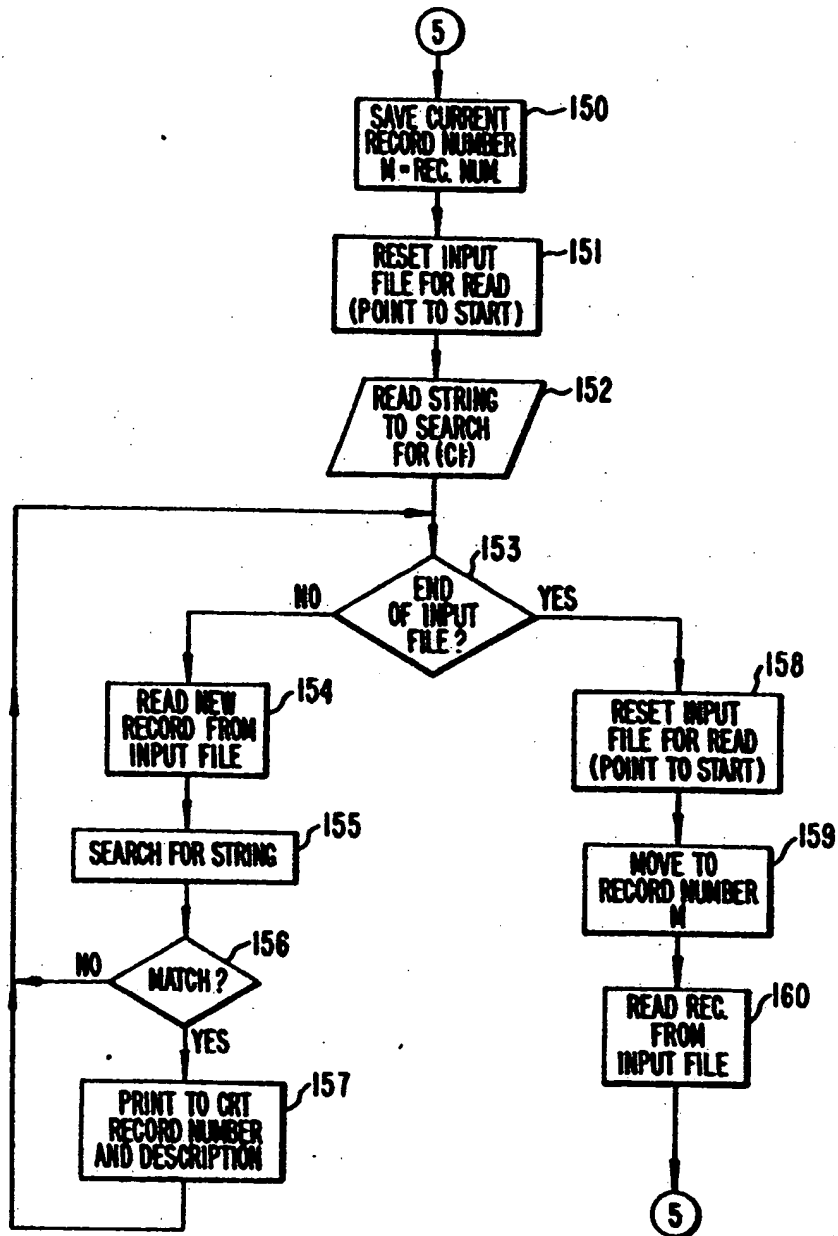 5
SAVE CURRENT
RECORD NUMBER
M = REC. NUM.
150
RESET INPUT
FILE FOR READ
(POINT TO START)
151
READ STRING
TO SEARCH
FOR
152
END
OF INPUT
FILE?
153
NO
YES
READ NEW
RECORD FROM
INPUT FILE
154
SEARCH FOR STRING
155
MATCH?
156
NO
YES
PRINT TO CRT
RECORD NUMBER
AND DESCRIPTION
157
RESET INPUT
FILE FOR READ
(POINT TO START)
158
MOVE TO
RECORD NUMBER
M
159
READ REC.
FROM
INPUT FILE
160
5